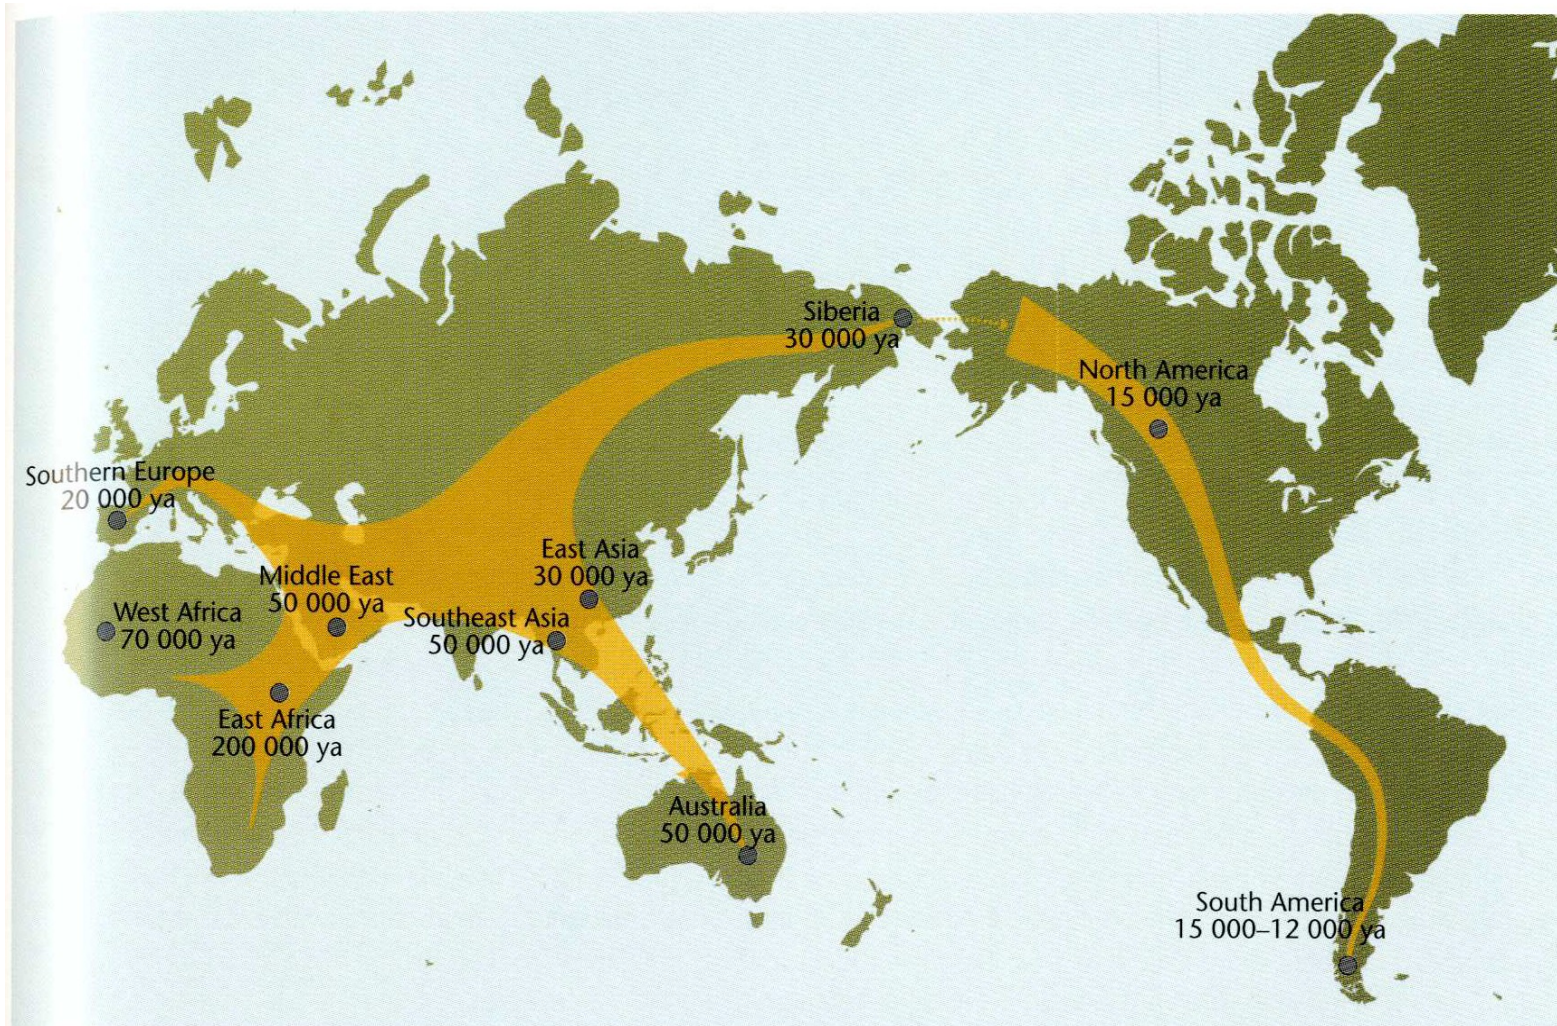 Siberia
30 000 ya
North America
15 000 ya
Southern Europe
20 000 ya
East Asia
30 000 ya
Middle East
50 000 ya
West Africa
70 000 ya
Southeast Asia
50 000 ya
East Africa
200 000 ya
Australia
50 000 ya
South America
15 000–12 000 ya